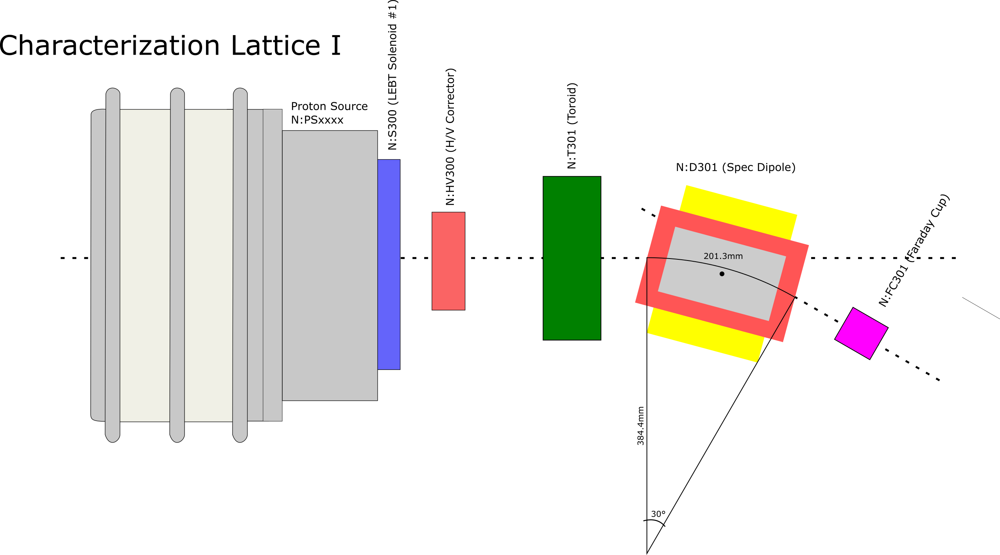 Characterization Lattice I
Proton Source
N:PSxxxx
N:S300 (LEBT Solenoid #1)
N:HV300 (H/V Corrector)
N:T301 (Toroid)
N:D301 (Spec Dipole)
201.3mm
N:FC301 (Faraday Cup)
384.4mm
30°